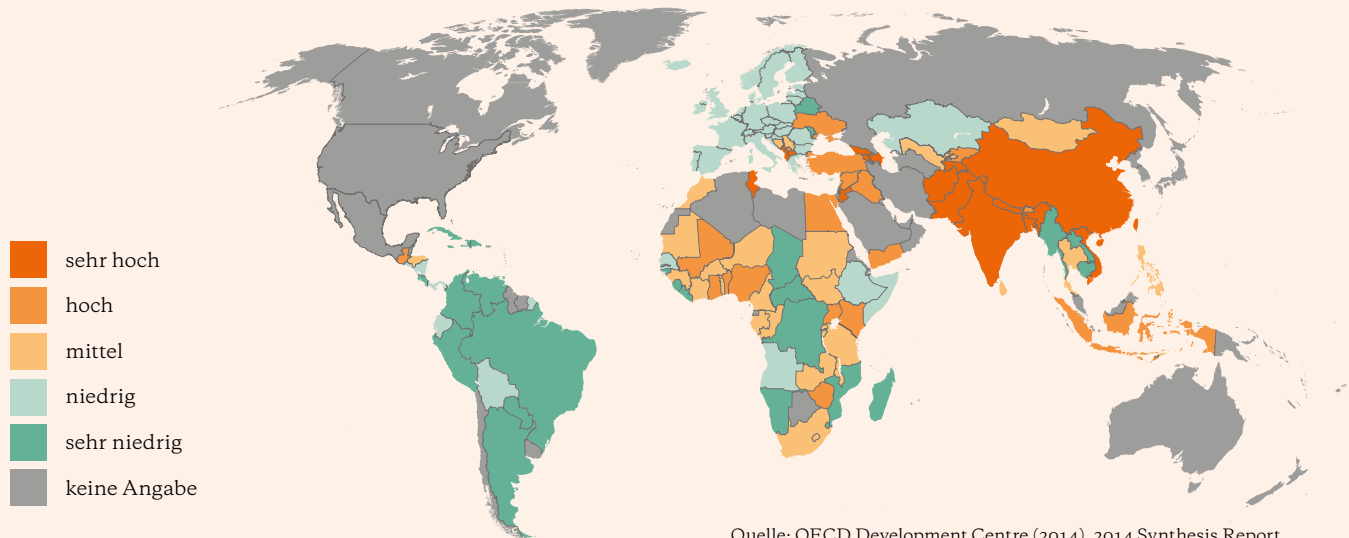 sehr hoch
hoch
mittel
niedrig
sehr niedrig
keine Angabe
Quelle: OECD Development Centre (2014), 2014 Synthesis Report